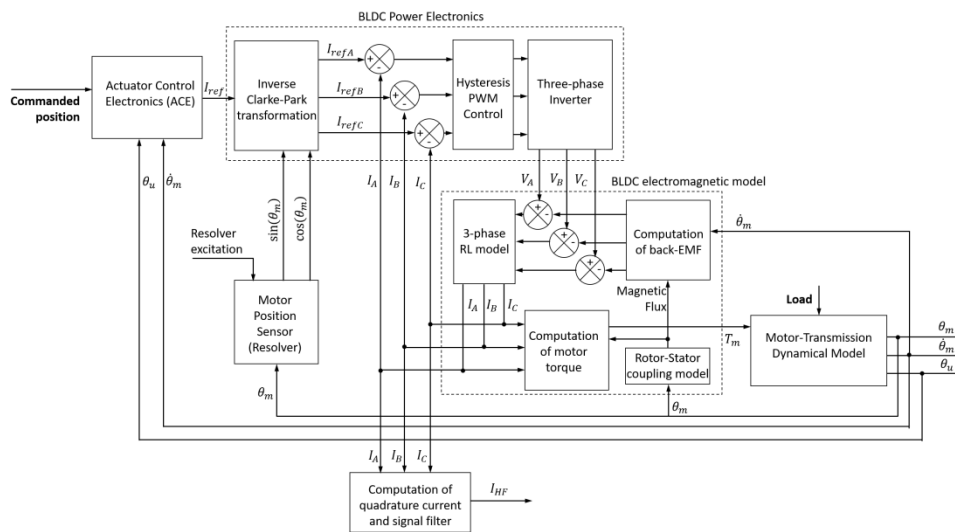 BLDC Power Electronics
Actuator Control
Electronics (ACE)
Commanded
position
I_ref
Inverse
Clarke-Park
transformation
I_refA
I_refB
I_refC
+
-
+
-
+
-
Hysteresis
PWM
Control
Three-phase
Inverter
θ_u
θ̇_m
sin(θ_m)
cos(θ_m)
I_A
I_B
I_C
V_A
V_B
V_C
BLDC electromagnetic model
Resolver
excitation
Motor
Position
Sensor
(Resolver)
3-phase
RL model
+
-
+
-
+
-
Computation
of back-EMF
θ̇_m
Magnetic
Flux
Load
I_A
I_B
I_C
Computation
of motor
torque
Rotor-Stator
coupling model
T_m
Motor-Transmission
Dynamical Model
θ_m
θ̇_m
θ_u
θ_m
θ_m
I_A
I_B
I_C
Computation of
quadrature current
and signal filter
I_HF